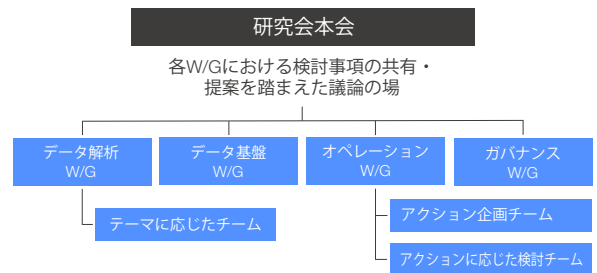 研究会本会
各W/Gにおける検討事項の共有・
提案を踏まえた議論の場
データ解析
W/G
データ基盤
W/G
オペレーション
W/G
ガバナンス
W/G
テーマに応じたチーム
アクション企画チーム
アクションに応じた検討チーム